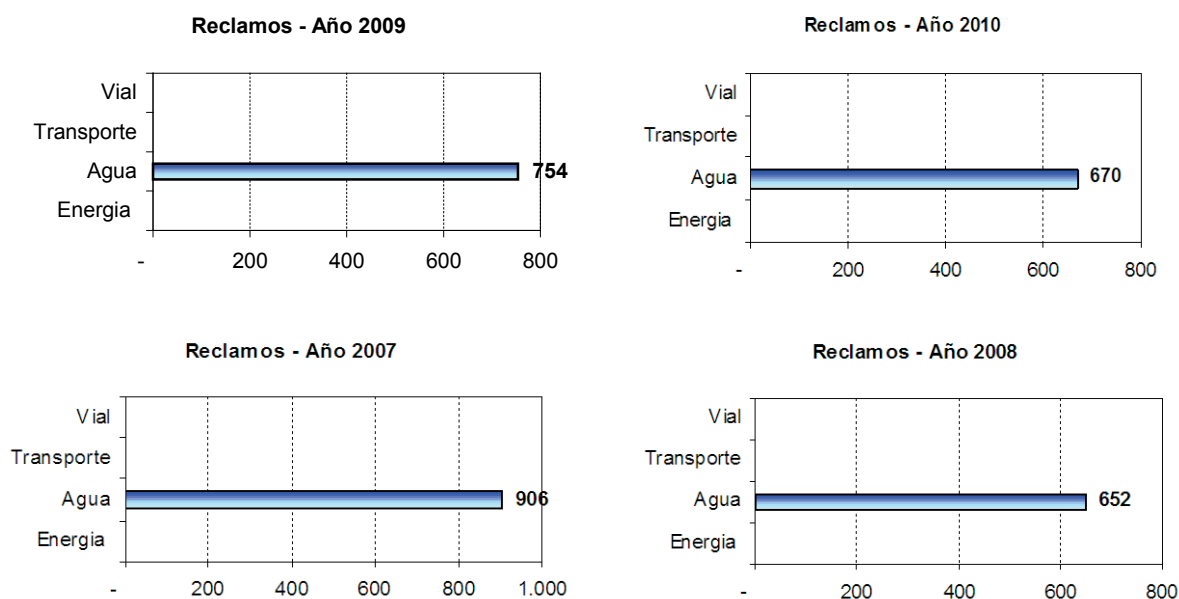 Reclamos - Año 2009
Vial
Transporte
Agua
754
Energia
-
200
400
600
800
Reclamos - Año 2010
Vial
Transporte
Agua
670
Energia
-
200
400
600
800
Reclamos - Año 2007
Vial
Transporte
Agua
906
Energia
-
200
400
600
800
1.000
Reclamos - Año 2008
Vial
Transporte
Agua
652
Energia
-
200
400
600
800